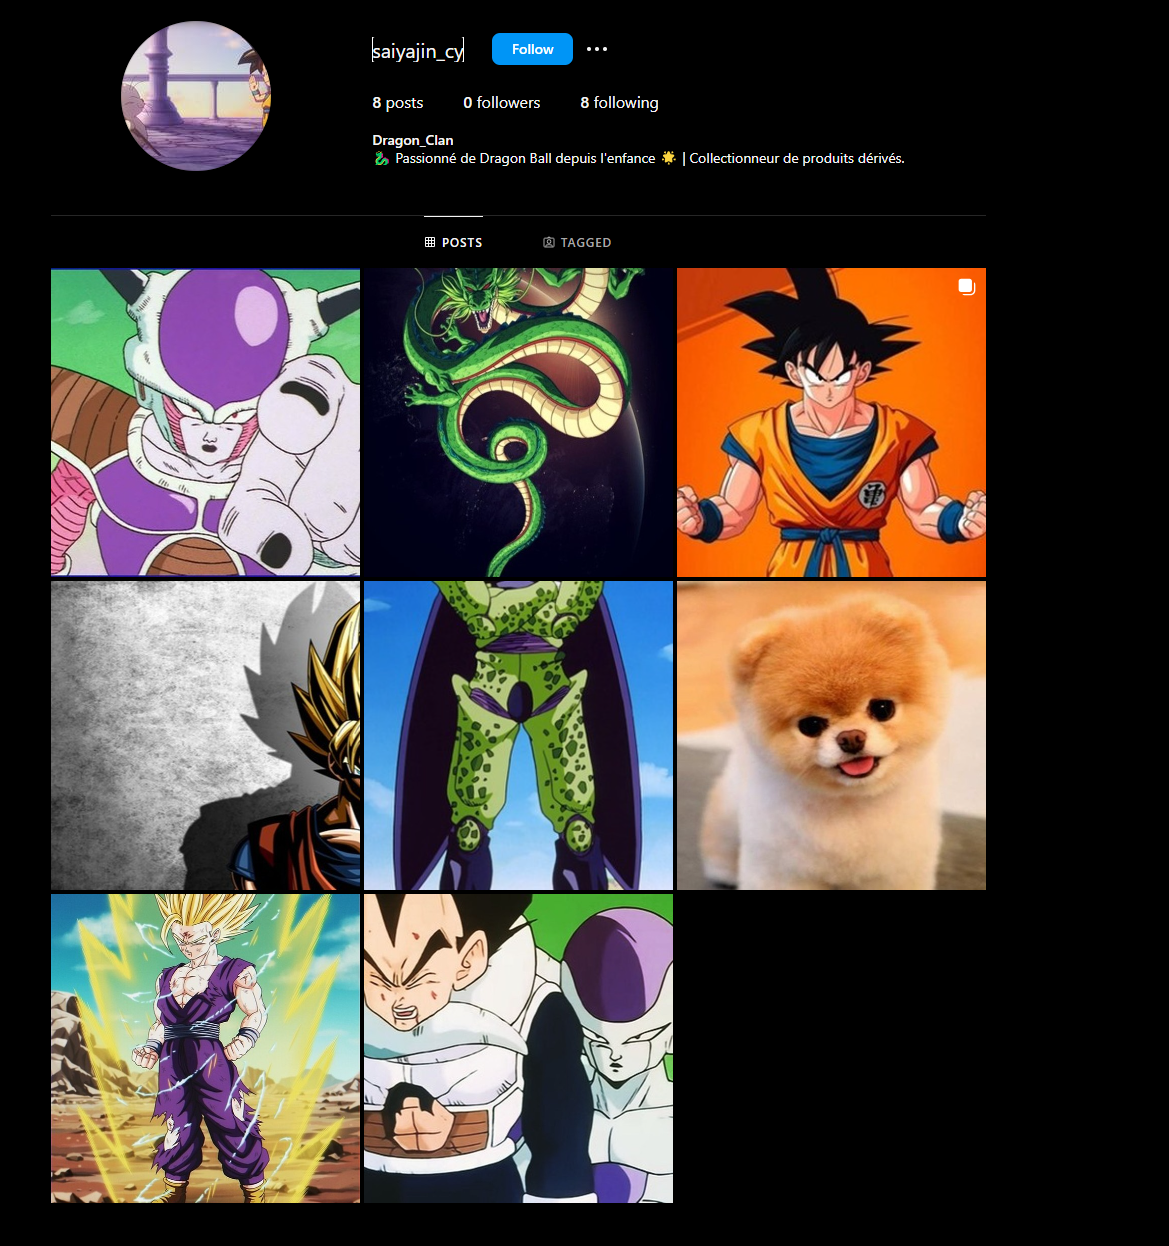 saiyajin_cy
Follow
8 posts 0 followers 8 following
Dragon_Clan
🐉 Passionné de Dragon Ball depuis l'enfance 🌟 | Collectionneur de produits dérivés.
POSTS TAGGED